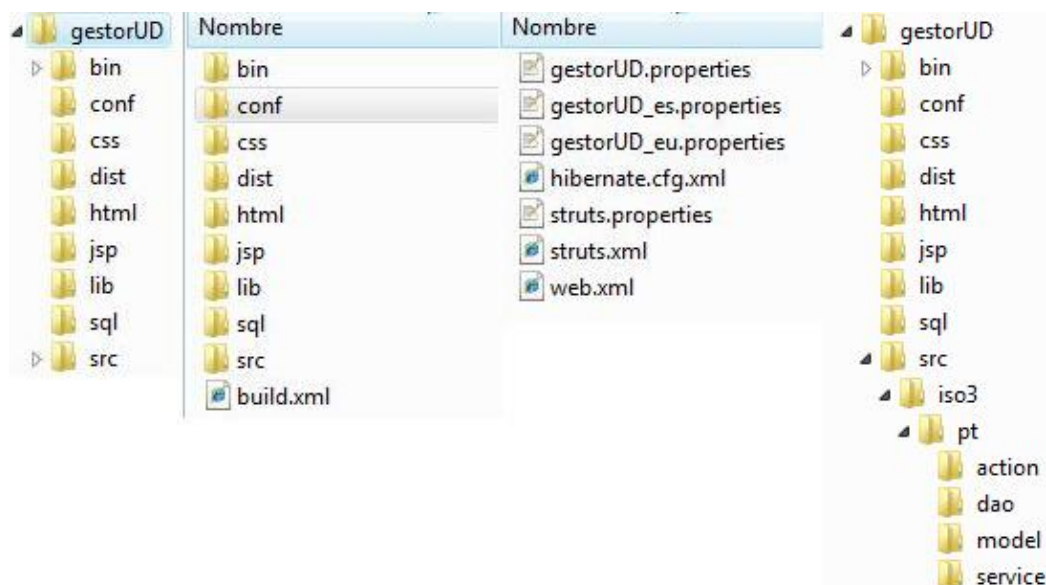 gestorUD
bin
conf
css
dist
html
jsp
lib
sql
src
Nombre
bin
conf
css
dist
html
jsp
lib
sql
src
build.xml
Nombre
gestorUD.properties
gestorUD_es.properties
gestorUD_eu.properties
hibernate.cfg.xml
struts.properties
struts.xml
web.xml
gestorUD
bin
conf
css
dist
html
jsp
lib
sql
src
iso3
pt
action
dao
model
service